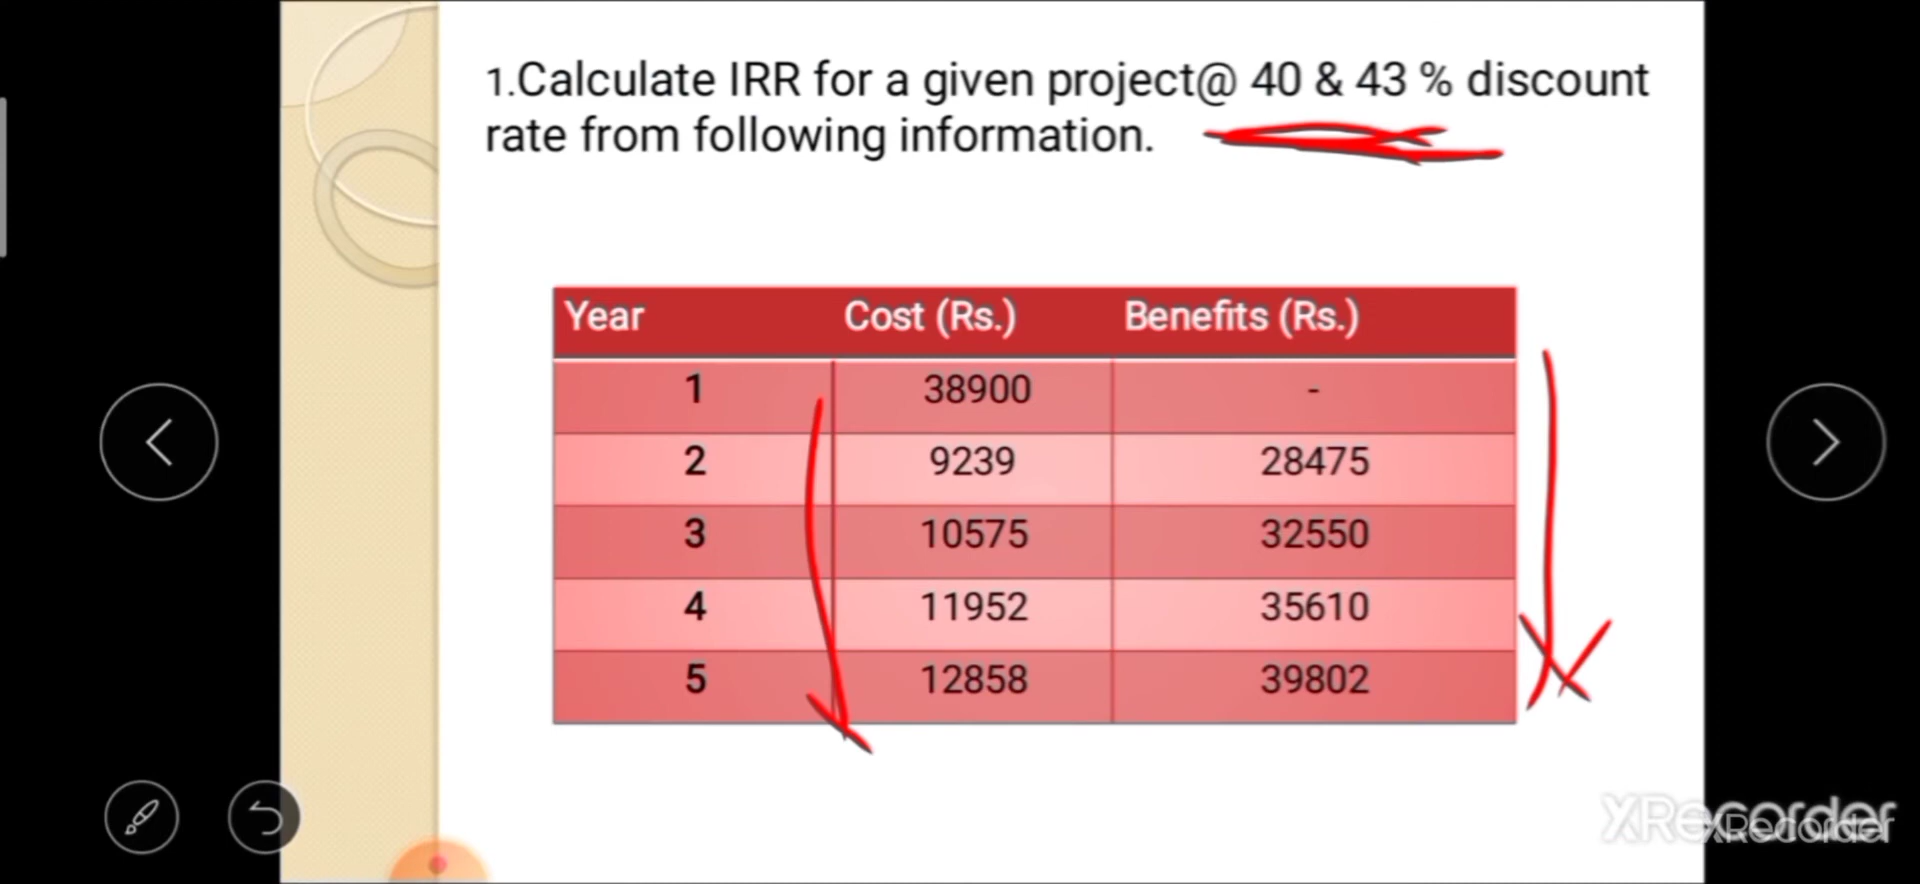 1.Calculate IRR for a given project@ 40 & 43 % discount
rate from following information.
Year Cost (Rs.) Benefits (Rs.)
1 38900 -
2 9239 28475
3 10575 32550
4 11952 35610
5 12858 39802
XRecorder
XRecorder